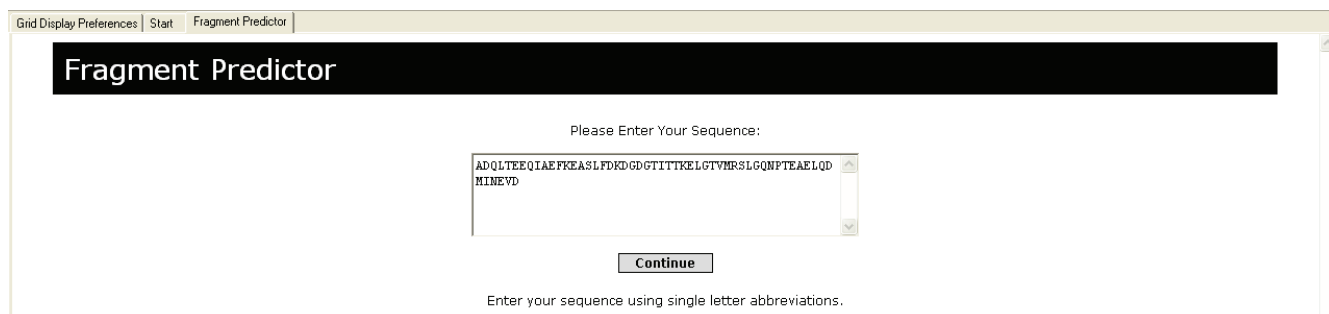 Grid Display Preferences Start Fragment Predictor
Fragment Predictor
Please Enter Your Sequence:
ADQLTEEQIAEFKEASLFDKDGDGTITTKELGTVMRSLGQNPTEAELQD
MINEVD
Continue
Enter your sequence using single letter abbreviations.